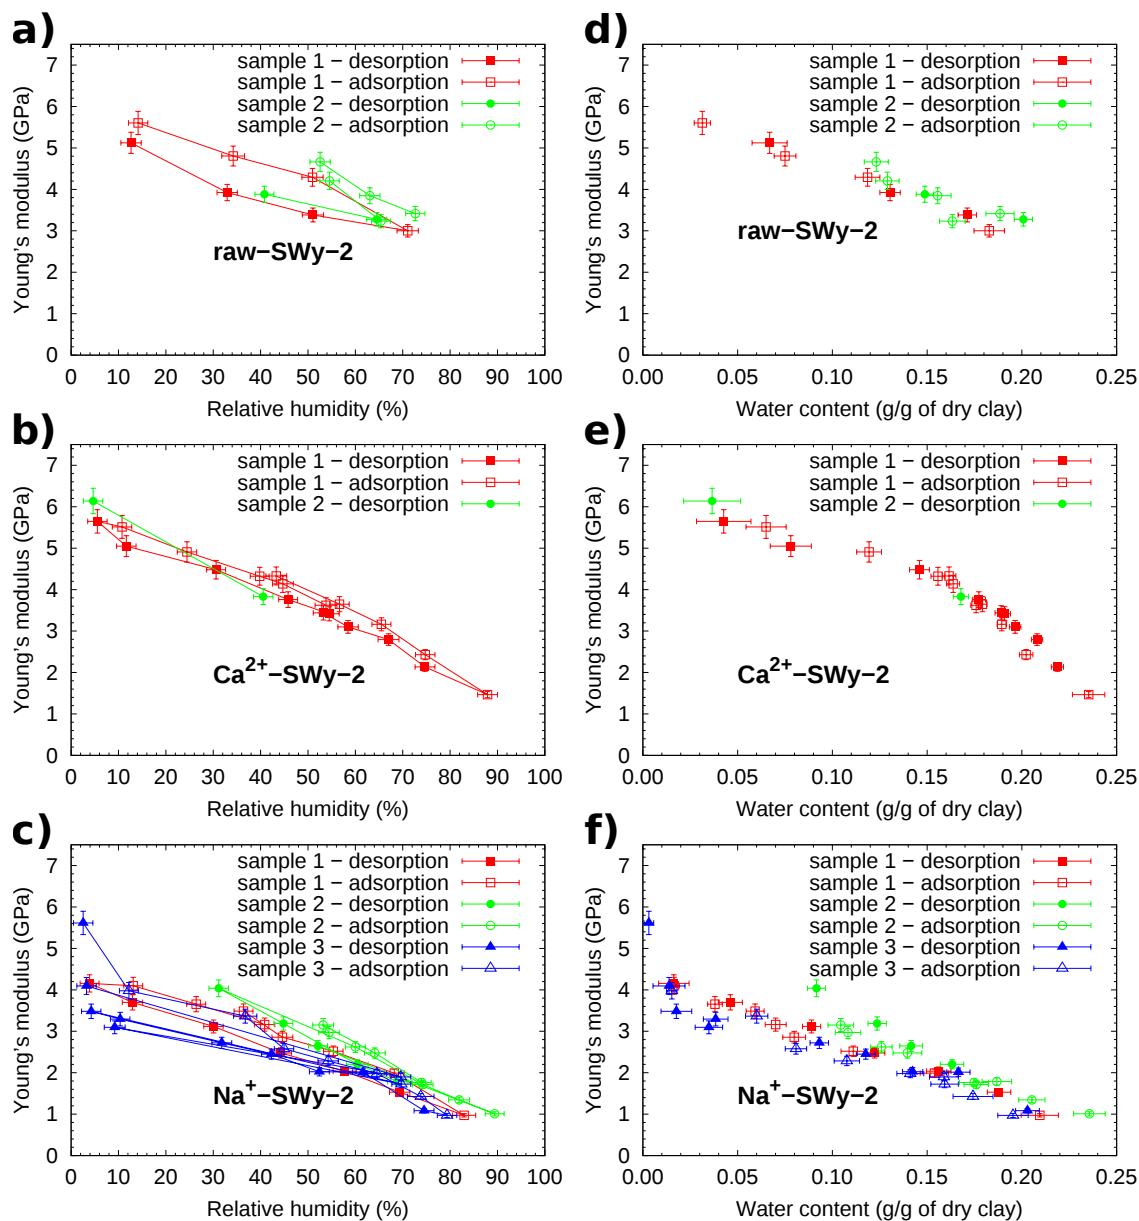 a)
Young's modulus (GPa)
7
6
5
4
3
2
1
0
sample 1 − desorption
sample 1 − adsorption
sample 2 − desorption
sample 2 − adsorption
raw−SWy−2
0 10 20 30 40 50 60 70 80 90 100
Relative humidity (%)
d)
Young's modulus (GPa)
7
6
5
4
3
2
1
0
sample 1 − desorption
sample 1 − adsorption
sample 2 − desorption
sample 2 − adsorption
raw−SWy−2
0.00 0.05 0.10 0.15 0.20 0.25
Water content (g/g of dry clay)
b)
Young's modulus (GPa)
7
6
5
4
3
2
1
0
sample 1 − desorption
sample 1 − adsorption
sample 2 − desorption
Ca²⁺−SWy−2
0 10 20 30 40 50 60 70 80 90 100
Relative humidity (%)
e)
Young's modulus (GPa)
7
6
5
4
3
2
1
0
sample 1 − desorption
sample 1 − adsorption
sample 2 − desorption
Ca²⁺−SWy−2
0.00 0.05 0.10 0.15 0.20 0.25
Water content (g/g of dry clay)
c)
Young's modulus (GPa)
7
6
5
4
3
2
1
0
sample 1 − desorption
sample 1 − adsorption
sample 2 − desorption
sample 2 − adsorption
sample 3 − desorption
sample 3 − adsorption
Na⁺−SWy−2
0 10 20 30 40 50 60 70 80 90 100
Relative humidity (%)
f)
Young's modulus (GPa)
7
6
5
4
3
2
1
0
sample 1 − desorption
sample 1 − adsorption
sample 2 − desorption
sample 2 − adsorption
sample 3 − desorption
sample 3 − adsorption
Na⁺−SWy−2
0.00 0.05 0.10 0.15 0.20 0.25
Water content (g/g of dry clay)